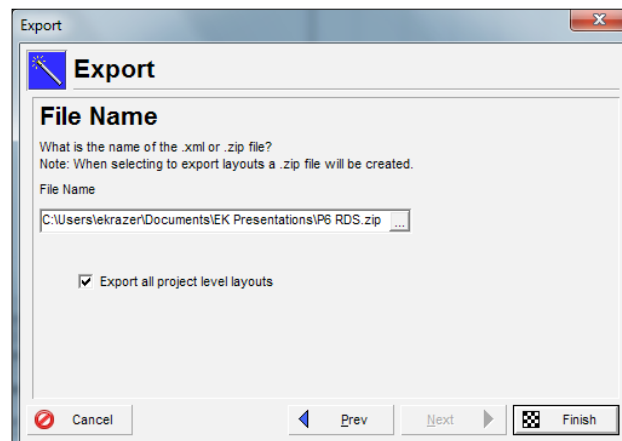 Export
Export
File Name
What is the name of the .xml or .zip file?
Note: When selecting to export layouts a .zip file will be created.
File Name
C:\Users\ekrazer\Documents\EK Presentations\P6 RDS.zip ...
Export all project level layouts
Cancel Prev Next Finish